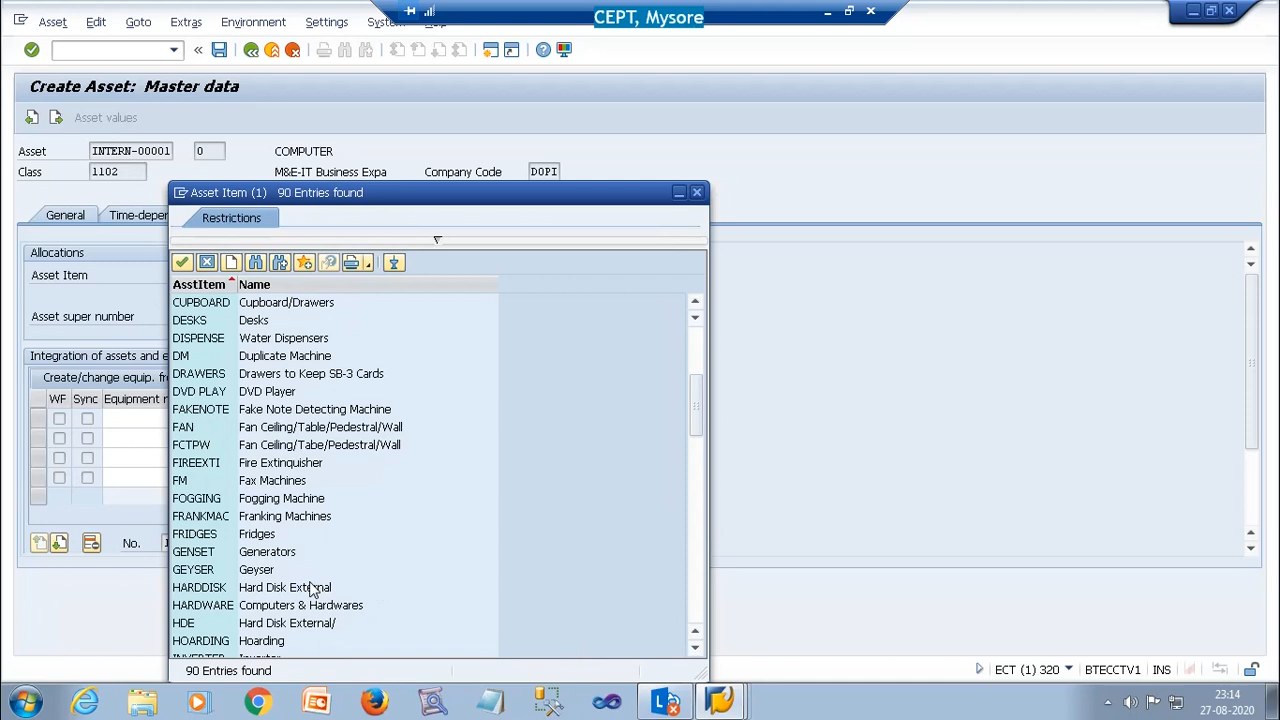 CEPT, Mysore
Asset Edit Goto Extras Environment Settings System
Create Asset: Master data
Asset values
Asset INTERN-00001 0 COMPUTER
Class 1102 M&E-IT Business Expa Company Code DOPI
Asset Item (1) 90 Entries found
General Time-deper
Restrictions
Allocations
Asset Item
Asset super number
Integration of assets and e
Create/change equip. fr
WF Sync Equipment n
No.
AsstItem Name
CUPBOARD Cupboard/Drawers
DESKS Desks
DISPENSE Water Dispensers
DM Duplicate Machine
DRAWERS Drawers to Keep SB-3 Cards
DVD PLAY DVD Player
FAKENOTE Fake Note Detecting Machine
FAN Fan Ceiling/Table/Pedestral/Wall
FCTPW Fan Ceiling/Tabe/Pedestral/Wall
FIREEXTI Fire Extinguisher
FM Fax Machines
FOGGING Fogging Machine
FRANKMAC Franking Machines
FRIDGES Fridges
GENSET Generators
GEYSER Geyser
HARDDISK Hard Disk External
HARDWARE Computers & Hardwares
HDE Hard Disk External/
HOARDING Hoarding
90 Entries found
ECT (1) 320 BTECCTV1 INS
23:14
27-08-2020